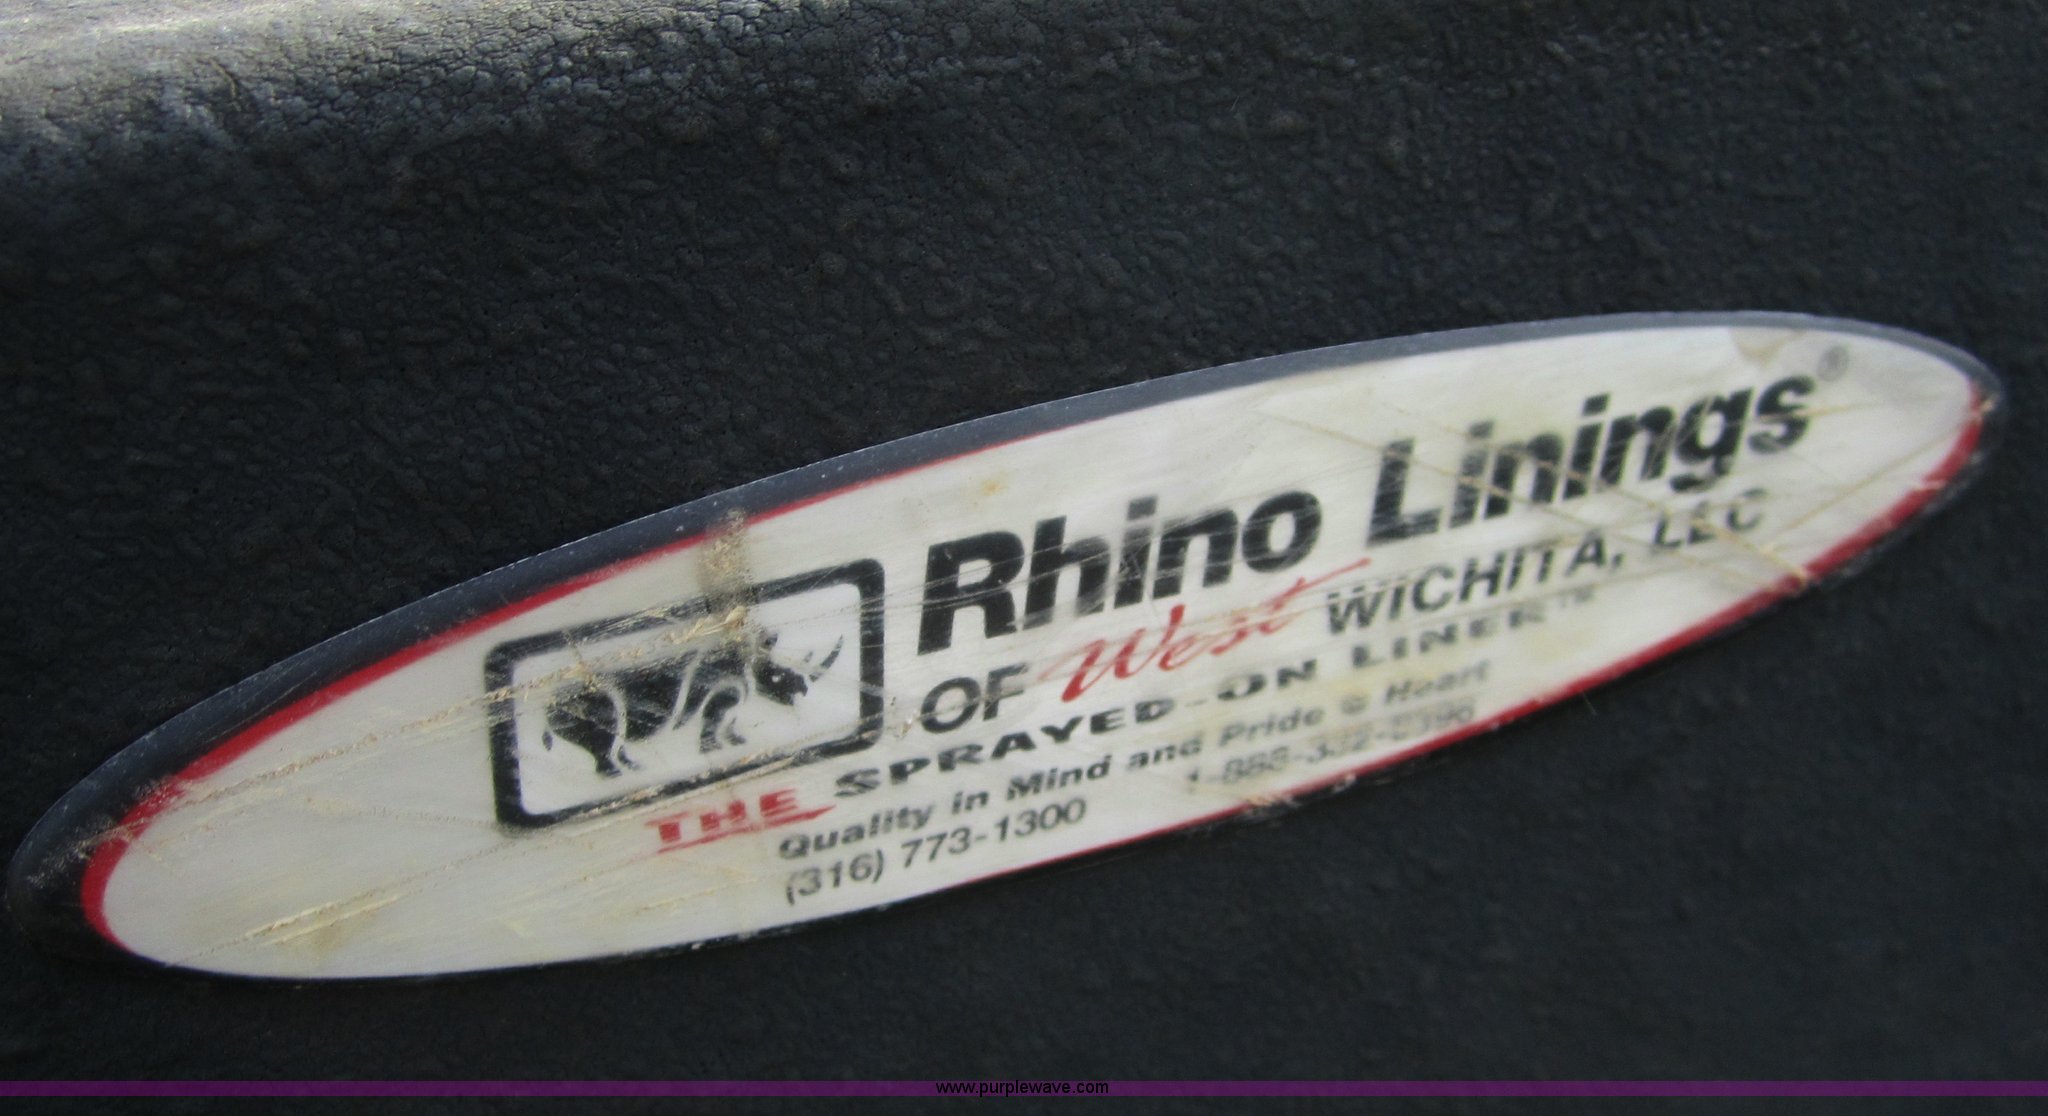 Rhino Linings®
OF West WICHITA, LLC
THE SPRAYED-ON LINER™
Quality in Mind and Pride @ Heart
(316) 773-1300
www.purplewave.com